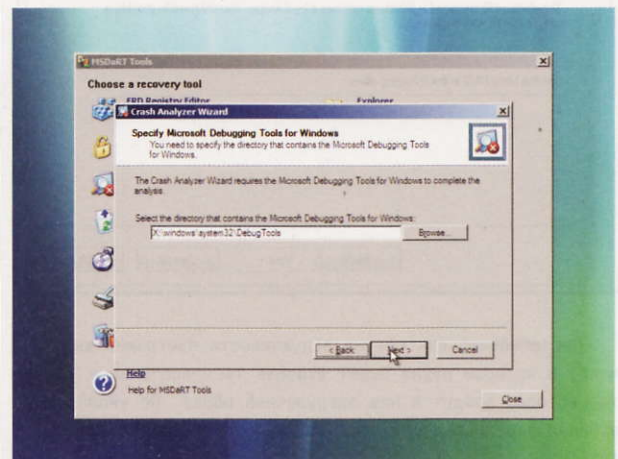 MSDaRT Tools
Choose a recovery tool
ERD Registry Editor
Explorer
Crash Analyzer Wizard
Specify Microsoft Debugging Tools for Windows
You need to specify the directory that contains the Microsoft Debugging Tools
for Windows.
The Crash Analyzer Wizard requires the Microsoft Debugging Tools for Windows to complete the
analysis.
Select the directory that contains the Microsoft Debugging Tools for Windows:
X:\windows\system32\DebugTools
Browse...
< Back
Next >
Cancel
Help
Help for MSDaRT Tools
Close